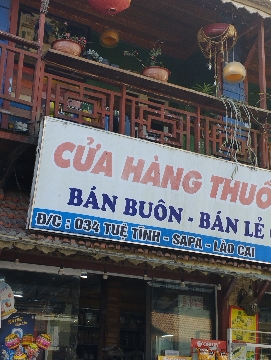 CỬA HÀNG THUỐ
BÁN BUÔN - BÁN LẺ
Đ/C : 034 TUỆ TĨNH - SAPA - LÀO CAI